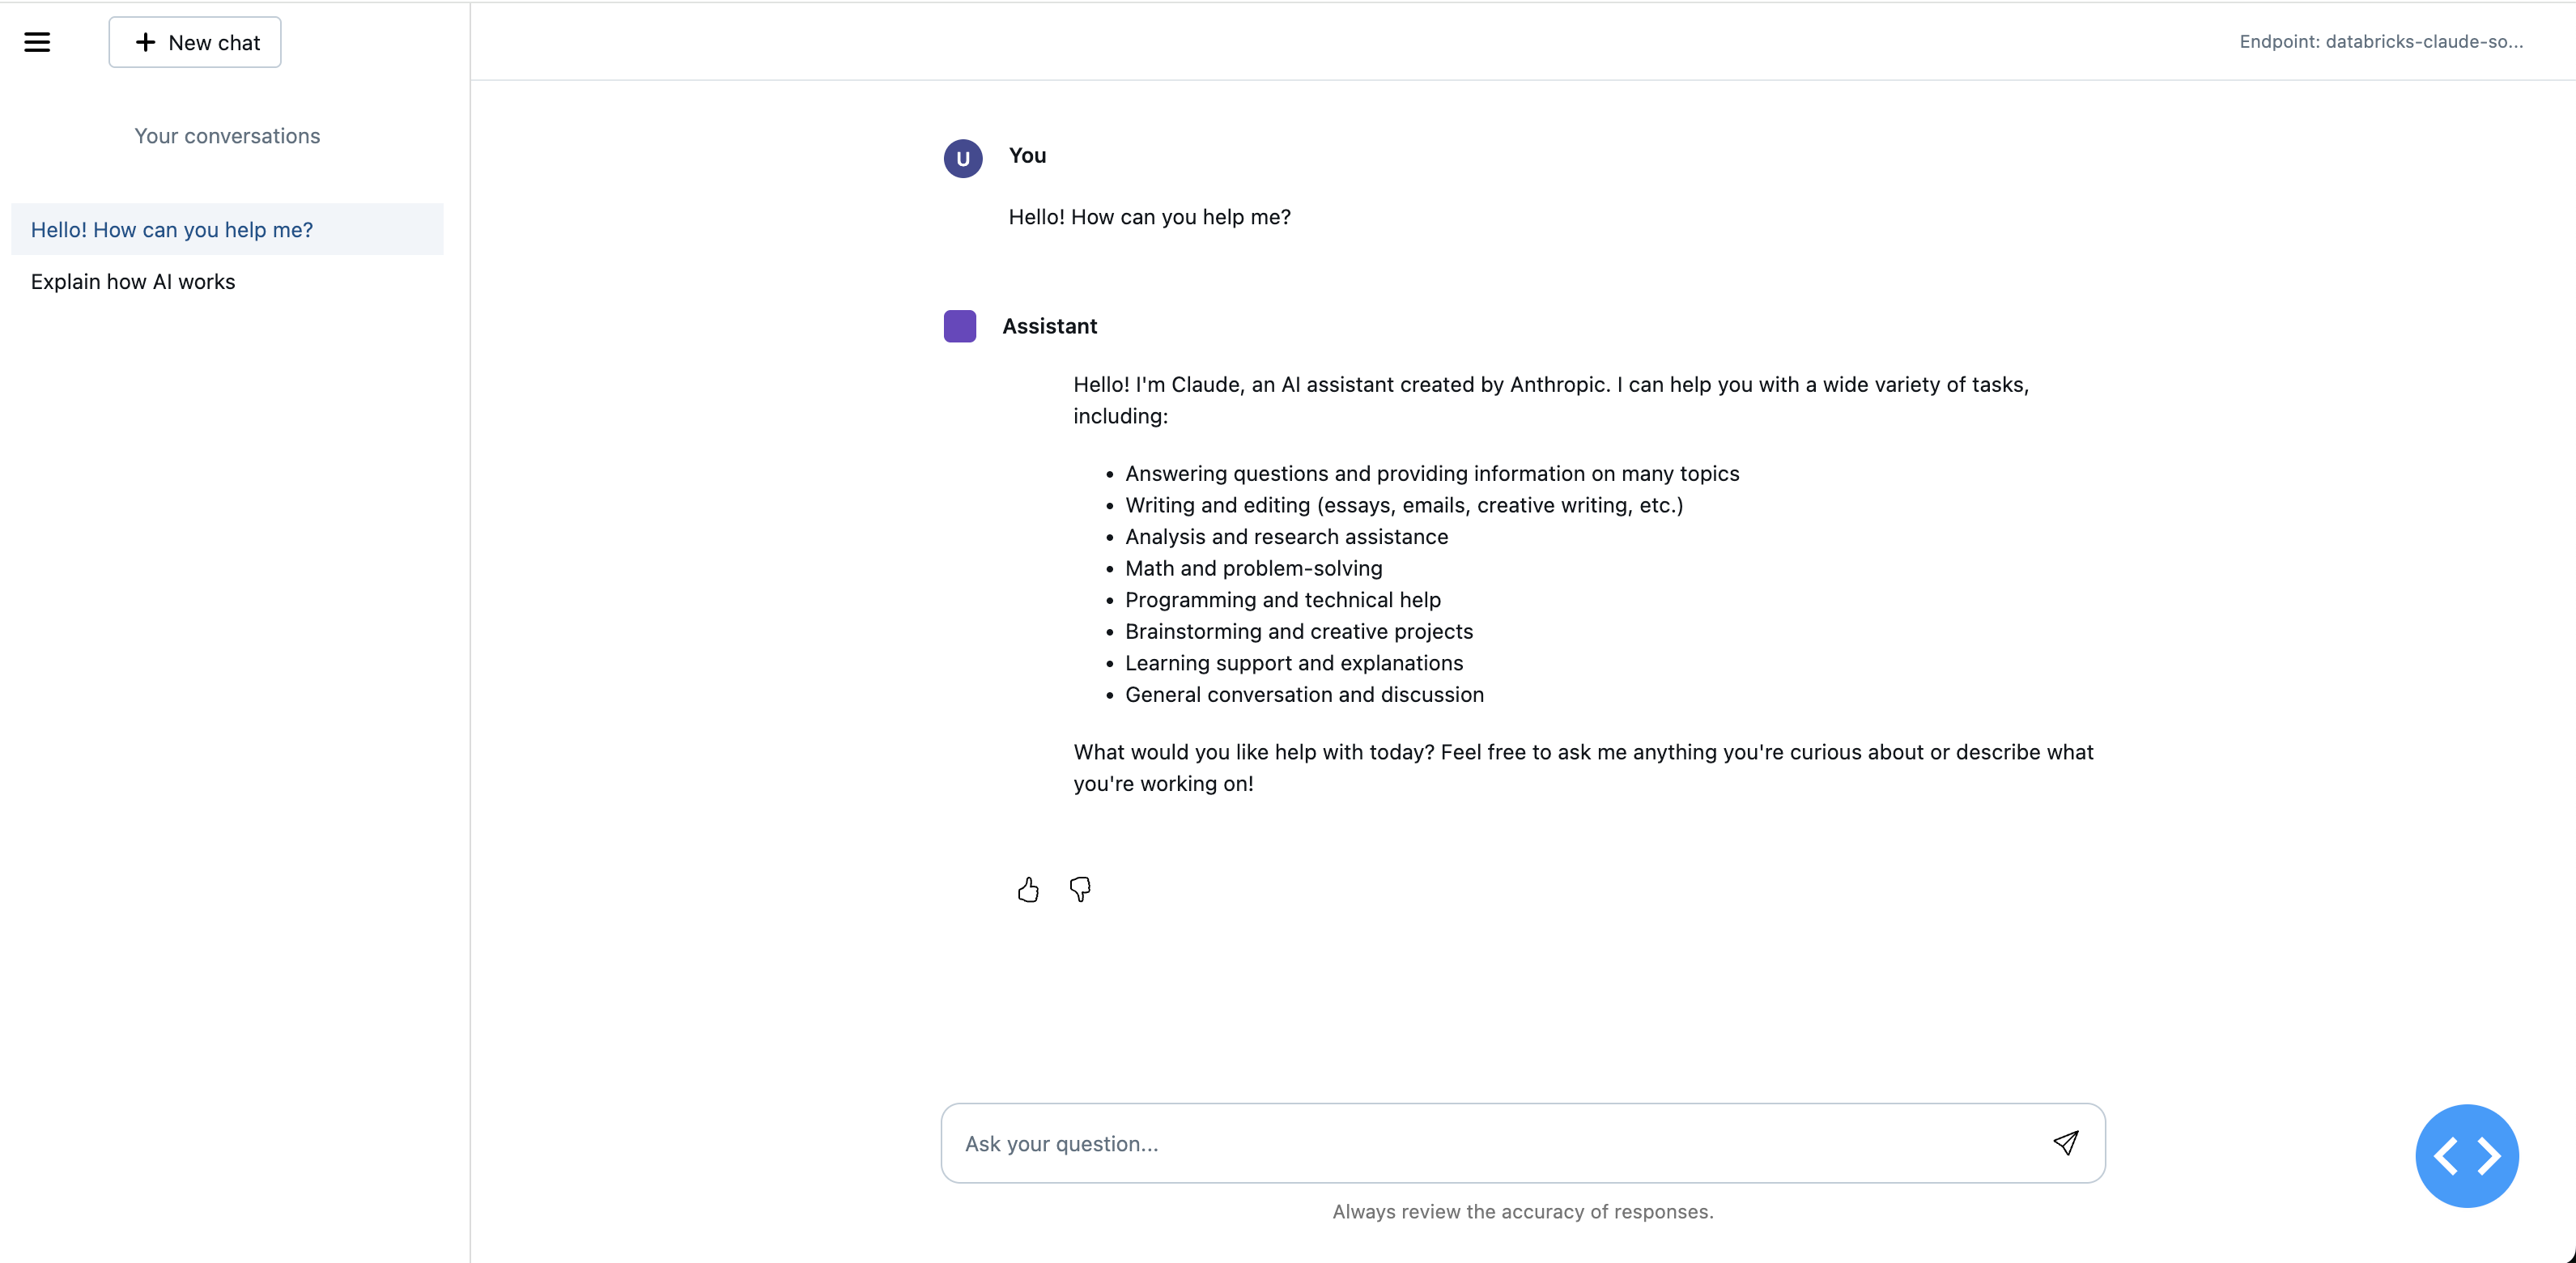 New chat
Endpoint: databricks-claude-so...
Your conversations
Hello! How can you help me?
Explain how AI works
U
You
Hello! How can you help me?
Assistant
Hello! I'm Claude, an AI assistant created by Anthropic. I can help you with a wide variety of tasks,
including:
• Answering questions and providing information on many topics
• Writing and editing (essays, emails, creative writing, etc.)
• Analysis and research assistance
• Math and problem-solving
• Programming and technical help
• Brainstorming and creative projects
• Learning support and explanations
• General conversation and discussion
What would you like help with today? Feel free to ask me anything you're curious about or describe what
you're working on!
Ask your question...
Always review the accuracy of responses.